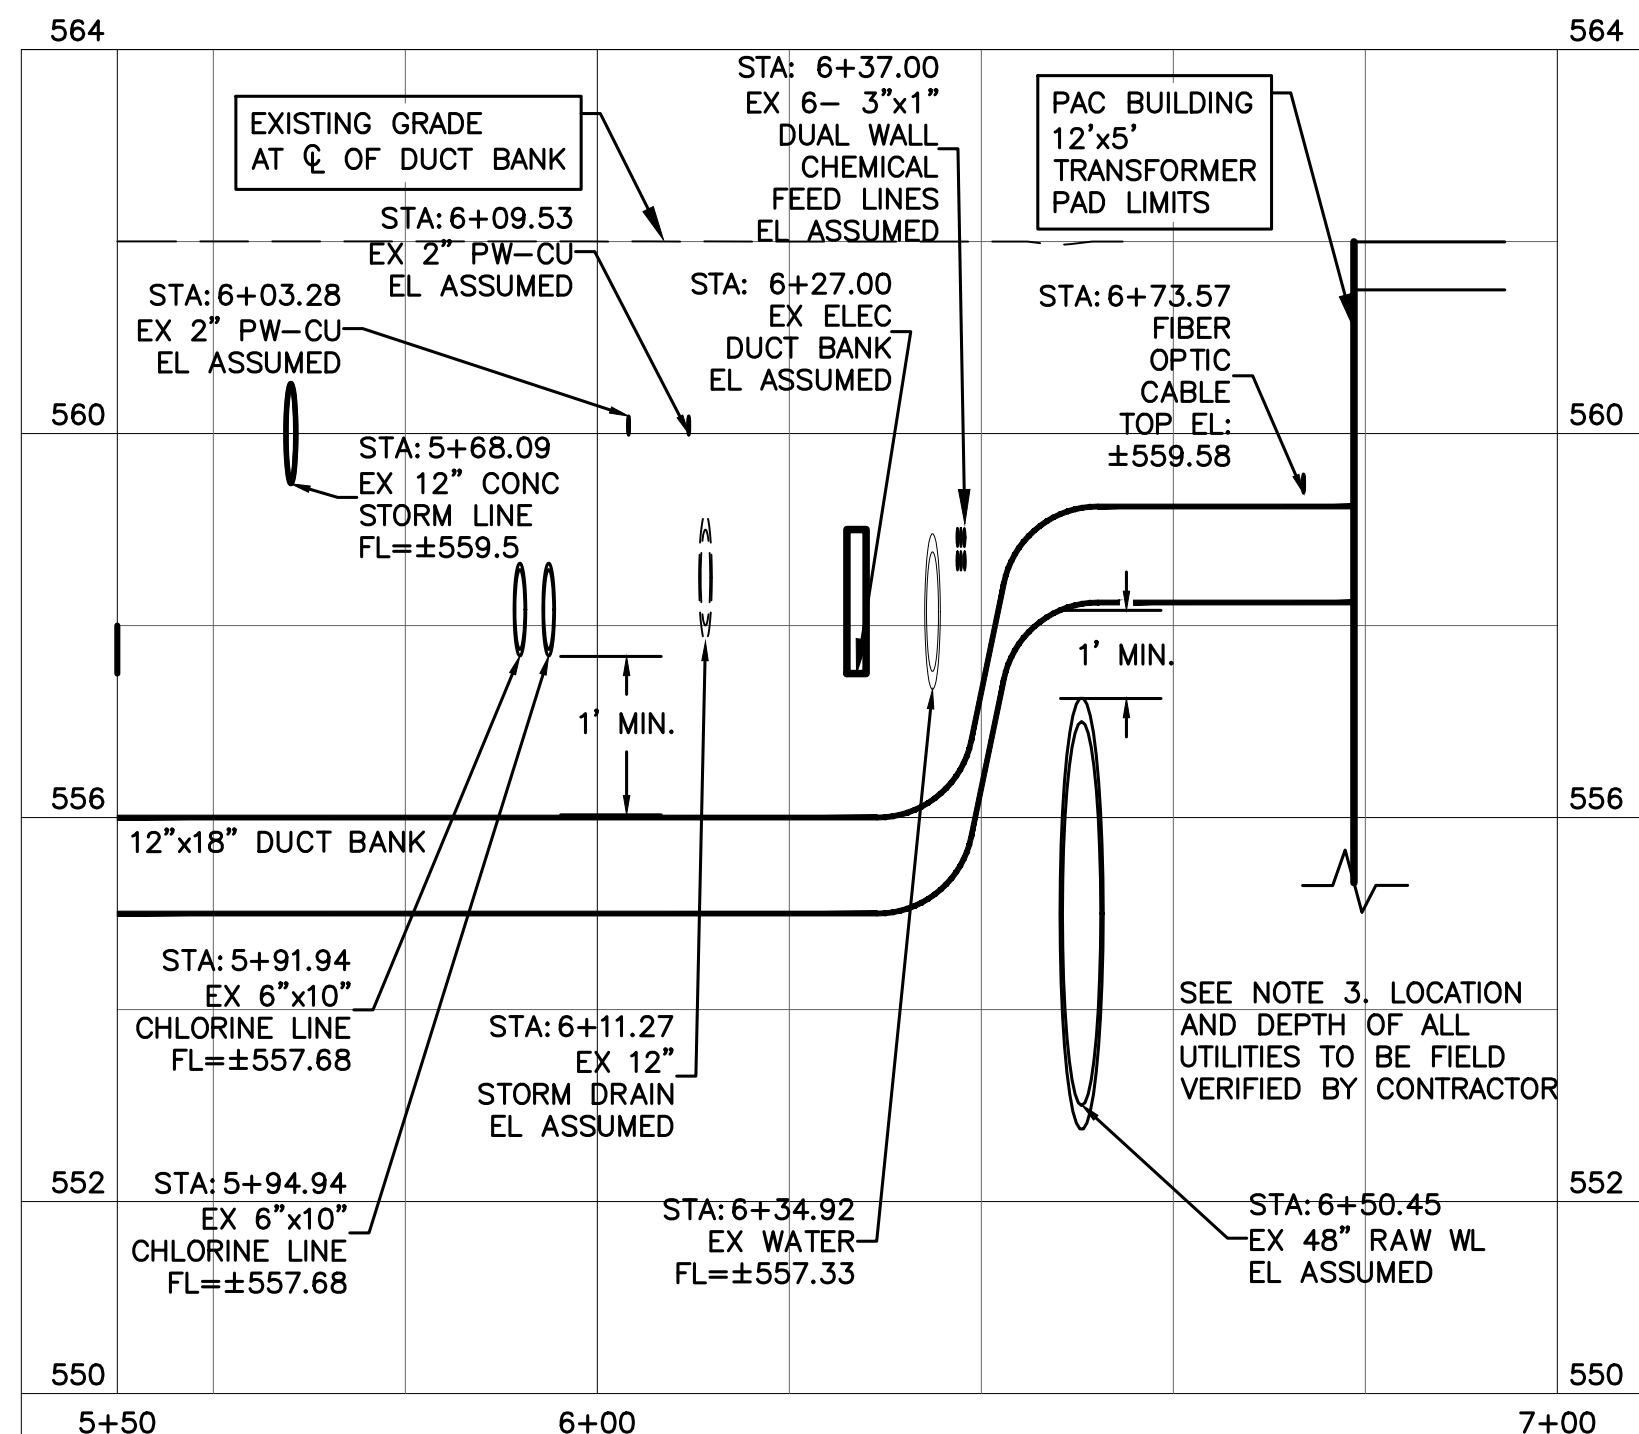 564
564
STA: 6+37.00
EX 6- 3"x1"
DUAL WALL
CHEMICAL
FEED LINES
EL ASSUMED
PAC BUILDING
12'x5'
TRANSFORMER
PAD LIMITS
EXISTING GRADE
AT ℄ OF DUCT BANK
STA: 6+09.53
EX 2" PW-CU
EL ASSUMED
STA: 6+03.28
EX 2" PW-CU
EL ASSUMED
STA: 6+27.00
EX ELEC
DUCT BANK
EL ASSUMED
STA: 6+73.57
FIBER
OPTIC
CABLE
TOP EL:
±559.58
560
560
STA: 5+68.09
EX 12" CONC
STORM LINE
FL=±559.5
1' MIN.
1' MIN.
556
556
12"x18" DUCT BANK
STA: 5+91.94
EX 6"x10"
CHLORINE LINE
FL=±557.68
STA: 6+11.27
EX 12"
STORM DRAIN
EL ASSUMED
SEE NOTE 3. LOCATION
AND DEPTH OF ALL
UTILITIES TO BE FIELD
VERIFIED BY CONTRACTOR
552
552
STA: 5+94.94
EX 6"x10"
CHLORINE LINE
FL=±557.68
STA: 6+34.92
EX WATER
FL=±557.33
STA: 6+50.45
EX 48" RAW WL
EL ASSUMED
550
550
5+50
6+00
7+00